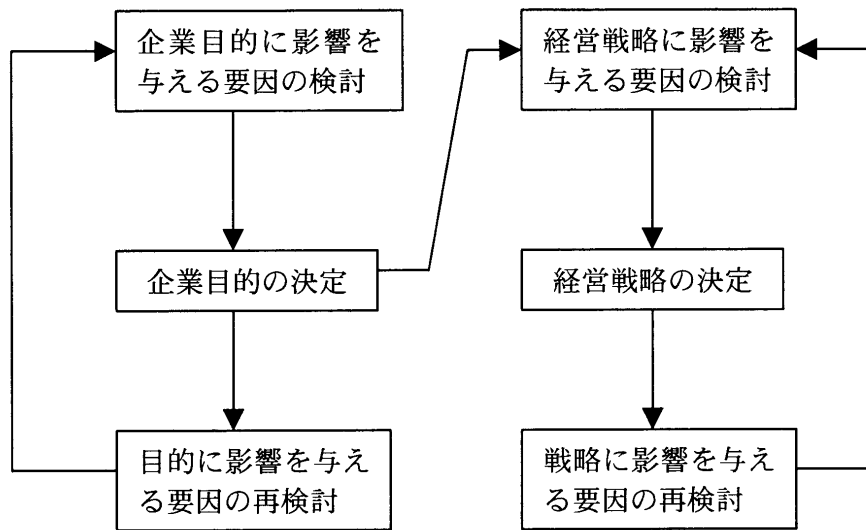 企業目的に影響を
与える要因の検討
企業目的の決定
目的に影響を与え
る要因の再検討
経営戦略に影響を
与える要因の検討
経営戦略の決定
戦略に影響を与え
る要因の再検討